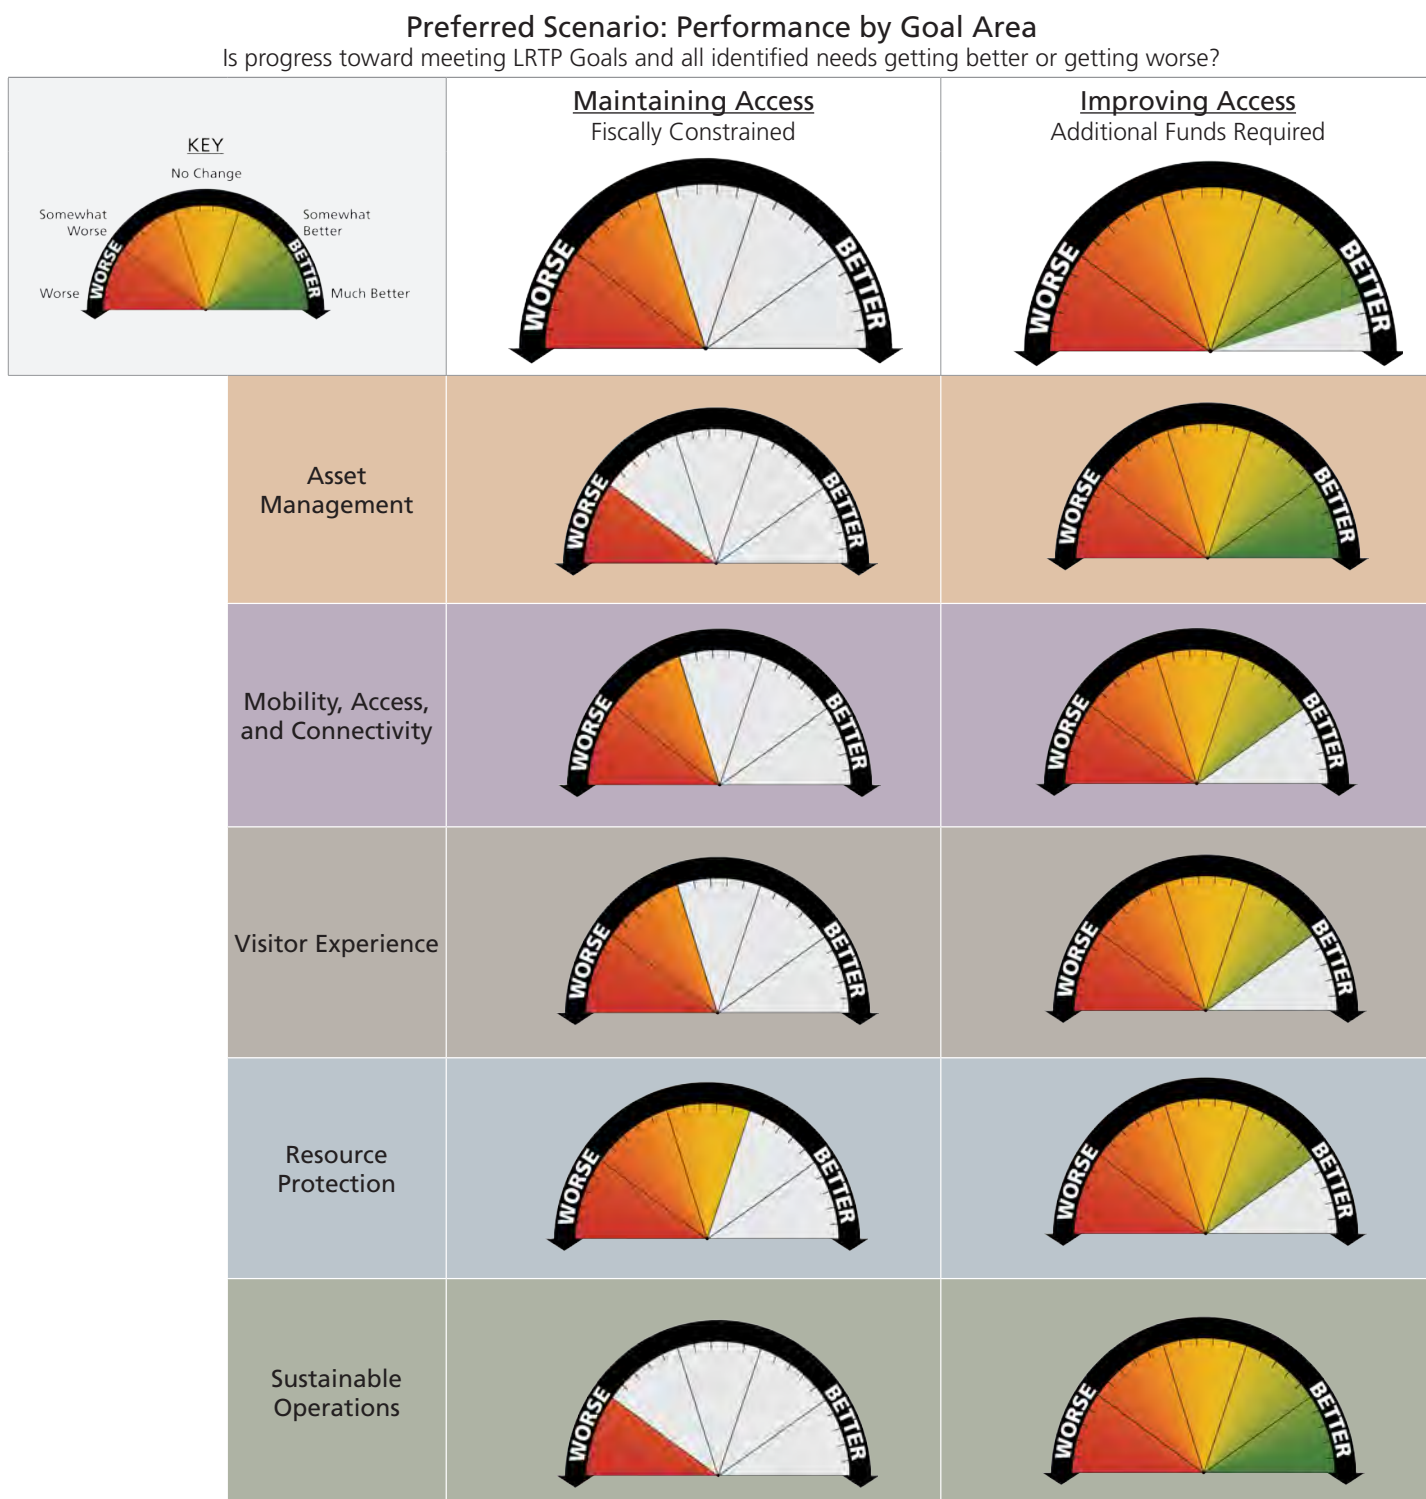 Preferred Scenario: Performance by Goal Area
Is progress toward meeting LRTP Goals and all identified needs getting better or getting worse?
KEY
No Change
Somewhat
Worse
Somewhat
Better
WORSE
BETTER
Worse
Much Better
Maintaining Access
Fiscally Constrained
WORSE
BETTER
Improving Access
Additional Funds Required
WORSE
BETTER
Asset
Management
WORSE
BETTER
WORSE
BETTER
Mobility, Access,
and Connectivity
WORSE
BETTER
WORSE
BETTER
Visitor Experience
WORSE
BETTER
WORSE
BETTER
Resource
Protection
WORSE
BETTER
WORSE
BETTER
Sustainable
Operations
WORSE
BETTER
WORSE
BETTER